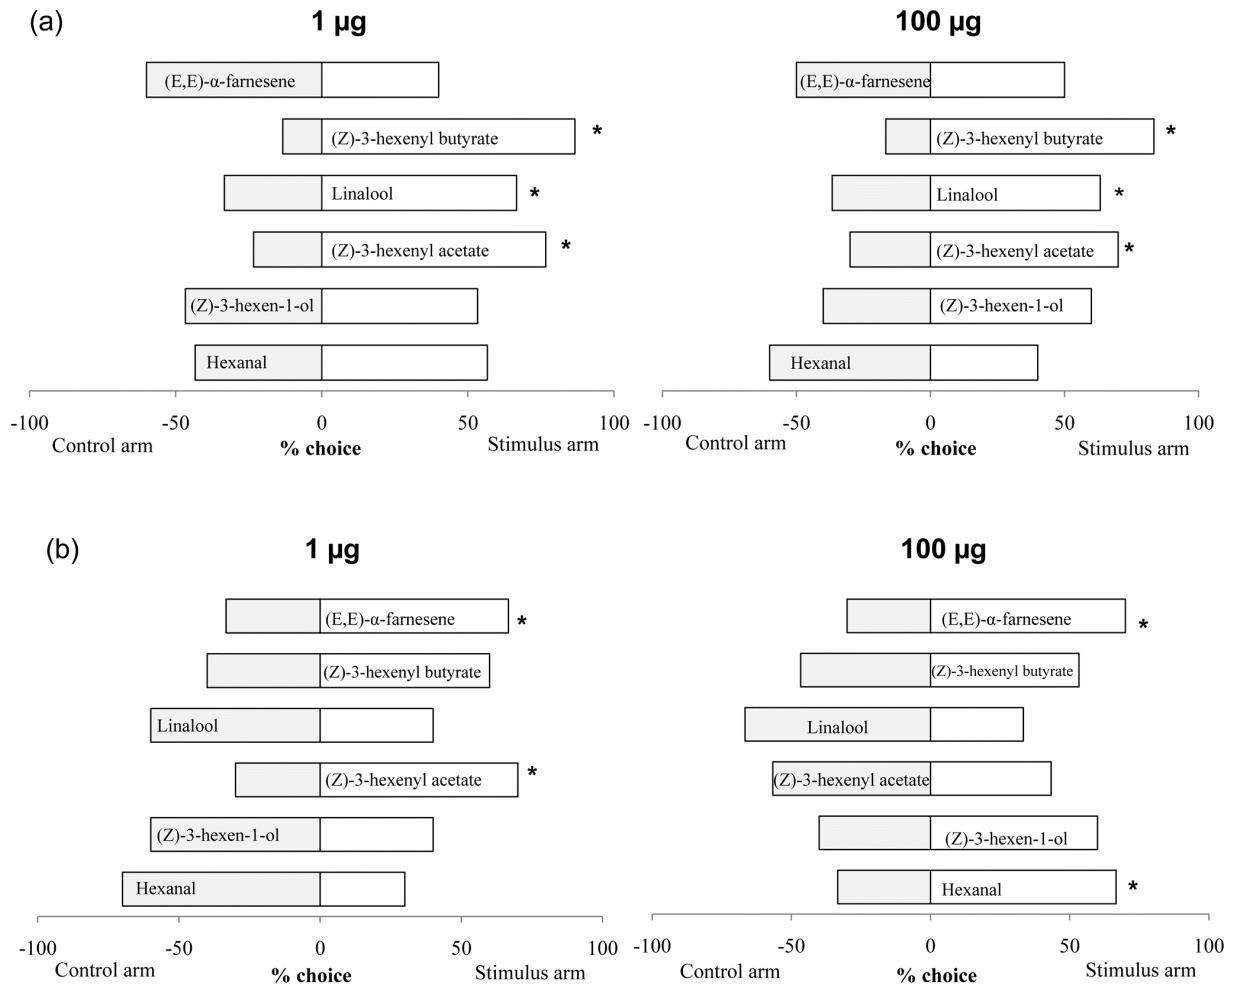 (a)
1 µg
100 µg
(E,E)-α-farnesene
(E,E)-α-farnesene
(Z)-3-hexenyl butyrate *
(Z)-3-hexenyl butyrate *
Linalool *
Linalool *
(Z)-3-hexenyl acetate *
(Z)-3-hexenyl acetate *
(Z)-3-hexen-1-ol
(Z)-3-hexen-1-ol
Hexanal
Hexanal
-100 -50 0 50 100
-100 -50 0 50 100
Control arm % choice Stimulus arm
Control arm % choice Stimulus arm
(b)
1 µg
100 µg
(E,E)-α-farnesene *
(E,E)-α-farnesene *
(Z)-3-hexenyl butyrate
(Z)-3-hexenyl butyrate
Linalool
Linalool
(Z)-3-hexenyl acetate *
(Z)-3-hexenyl acetate
(Z)-3-hexen-1-ol
(Z)-3-hexen-1-ol
Hexanal
Hexanal *
-100 -50 0 50 100
-100 -50 0 50 100
Control arm % choice Stimulus arm
Control arm % choice Stimulus arm